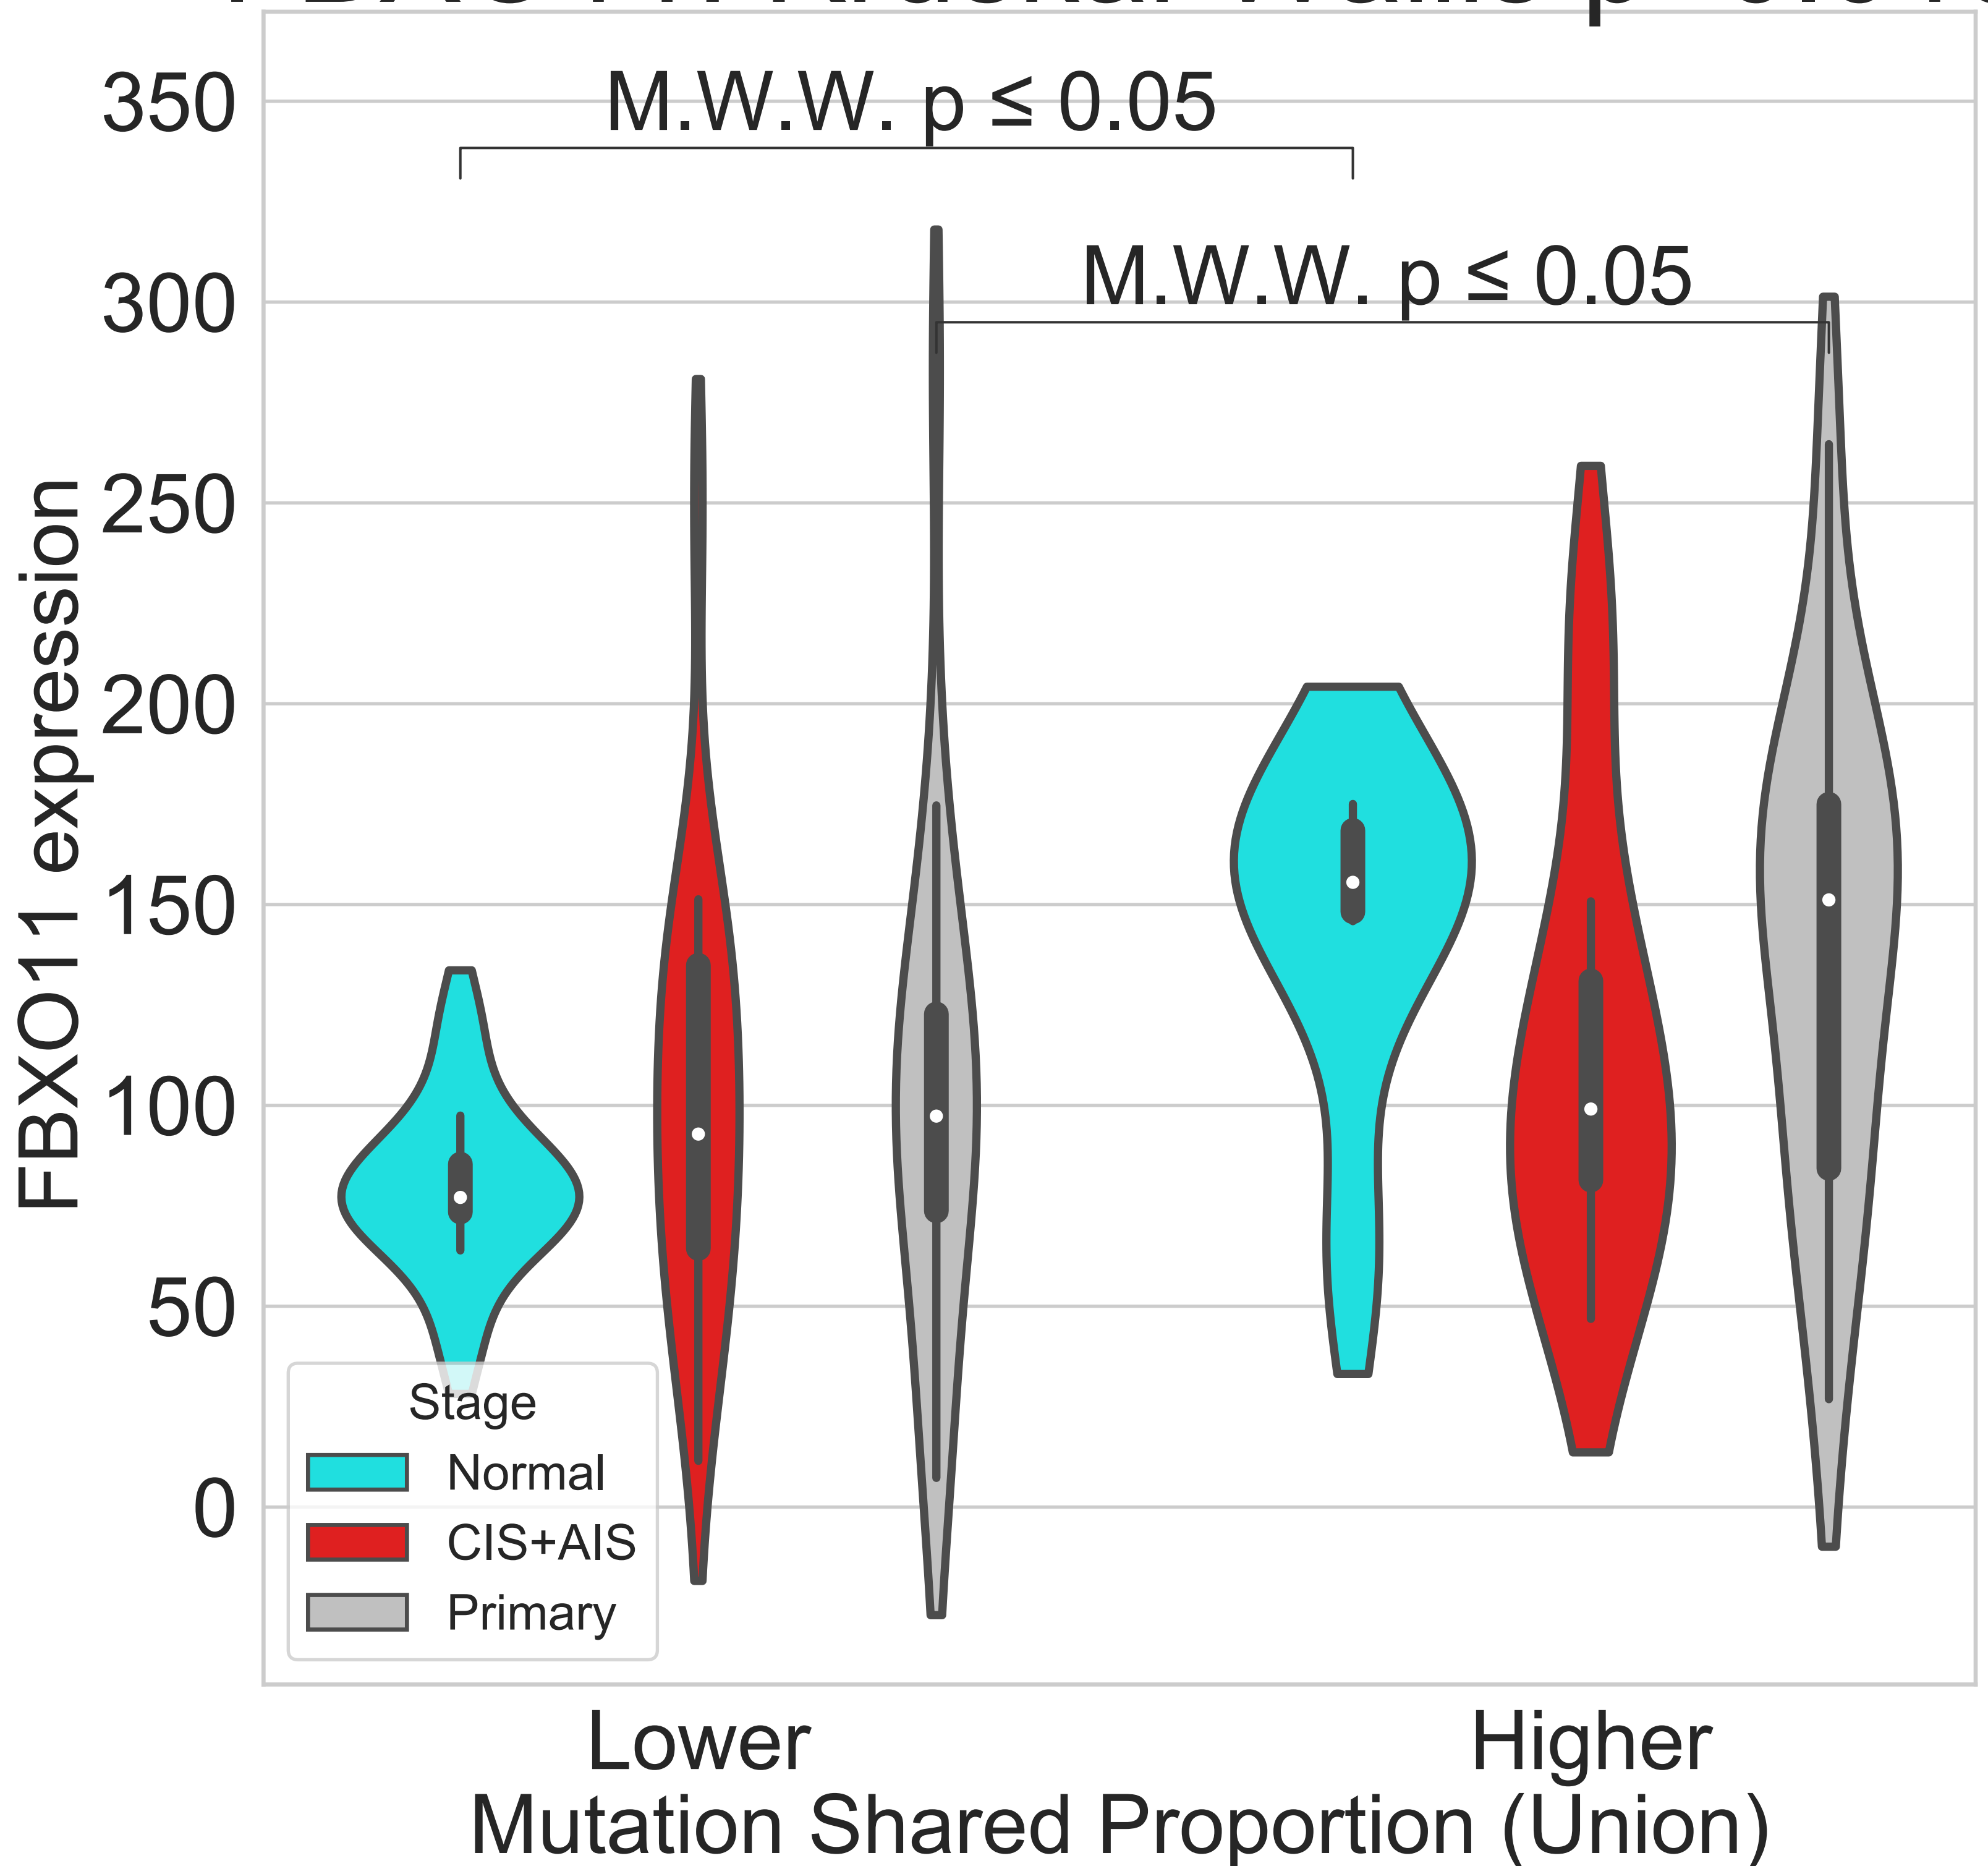 M.W.W. p ≤ 0.05
M.W.W. p ≤ 0.05
350
300
250
200
150
100
50
0
FBXO11 expression
Stage
Normal
CIS+AIS
Primary
Lower
Higher
Mutation Shared Proportion (Union)